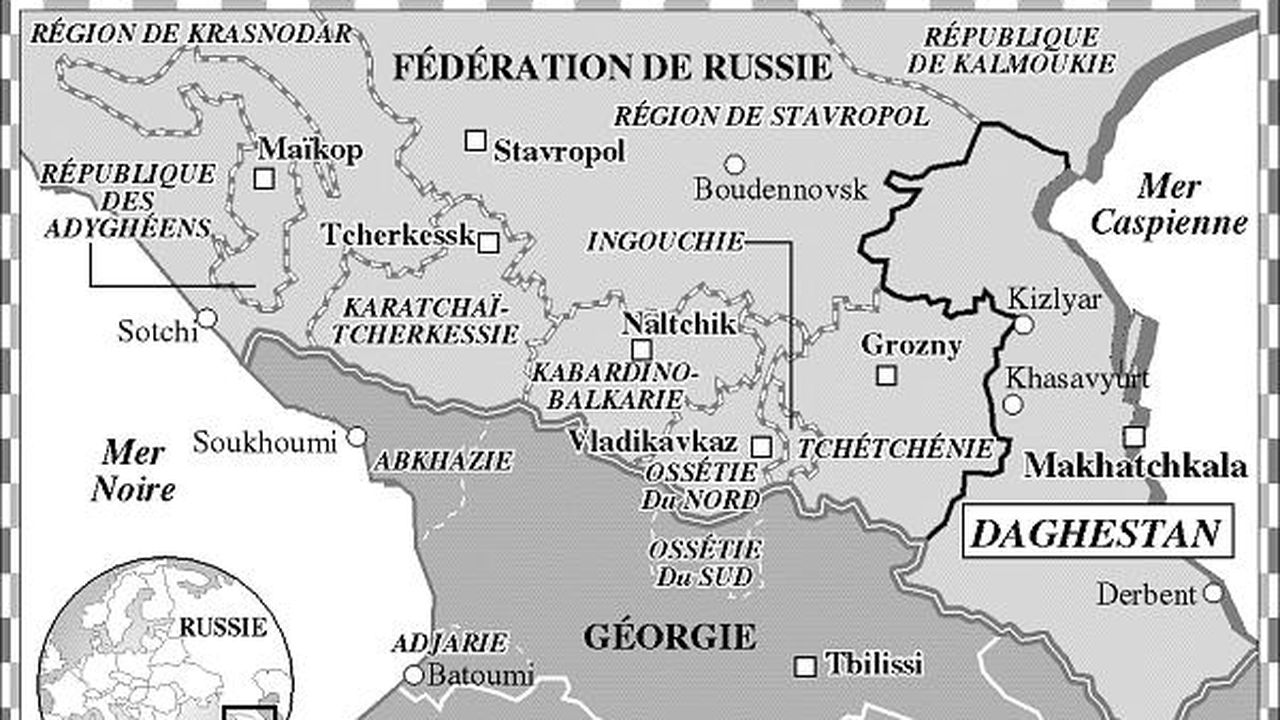 RÉGION DE KRASNODAR
FÉDÉRATION DE RUSSIE
RÉPUBLIQUE
DE KALMOUKIE
RÉGION DE STAVROPOL
Maïkop
Stavropol
Boudennovsk
RÉPUBLIQUE
DES
ADYGHÉENS
Mer
Caspienne
Tcherkessk
INGOUCHIE
KARATCHAÏ-
TCHERKESSIE
Sotchi
Naltchik
Kizlyar
Grozny
KABARDINO-
BALKARIE
Khasavyurt
Soukhoumi
Vladikavkaz
TCHÉTCHÉNIE
Mer
Noire
ABKHAZIE
OSSÉTIE
Du NORD
Makhatchkala
DAGHESTAN
OSSÉTIE
Du SUD
Derbent
RUSSIE
ADJARIE
GÉORGIE
Batoumi
Tbilissi